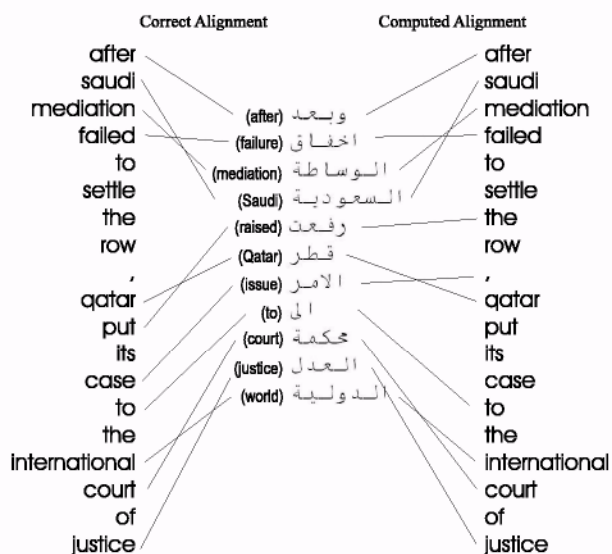 Correct Alignment
Computed Alignment
after
saudi
mediation
failed
to
settle
the
row
,
qatar
put
its
case
to
the
international
court
of
justice
(after) وبعد
(failure) اخفاق
(mediation) الوساطة
(Saudi) السعودية
(raised) رفعت
(Qatar) قطر
(issue) الامر
(to) الى
(court) محكمة
(justice) العدل
(world) الدولية
after
saudi
mediation
failed
to
settle
the
row
,
qatar
put
its
case
to
the
international
court
of
justice